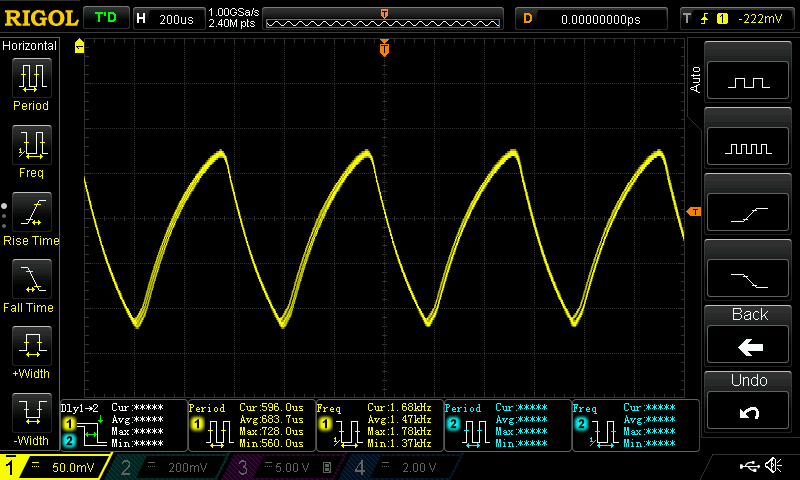 RIGOL T'D H 200us 1.00GSa/s 2.40M pts T D 0.00000000ps T 1 -222mV
Horizontal
T
Auto
Period
Freq
Rise Time
T
Fall Time
+Width
-Width
Back
Undo
Dly1→2 Cur:***** Period Cur:596.0us Freq Cur:1.68kHz Period Cur:***** Freq Cur:*****
1 Avg:***** 1 Avg:683.7us 1 Avg:1.47kHz 2 Avg:***** 2 Avg:*****
2 Max:***** Max:728.0us Max:1.78kHz Max:***** Max:*****
Min:***** Min:560.0us Min:1.37kHz Min:***** Min:*****
1 50.0mV 2 200mV 3 5.00 V B 4 2.00 V